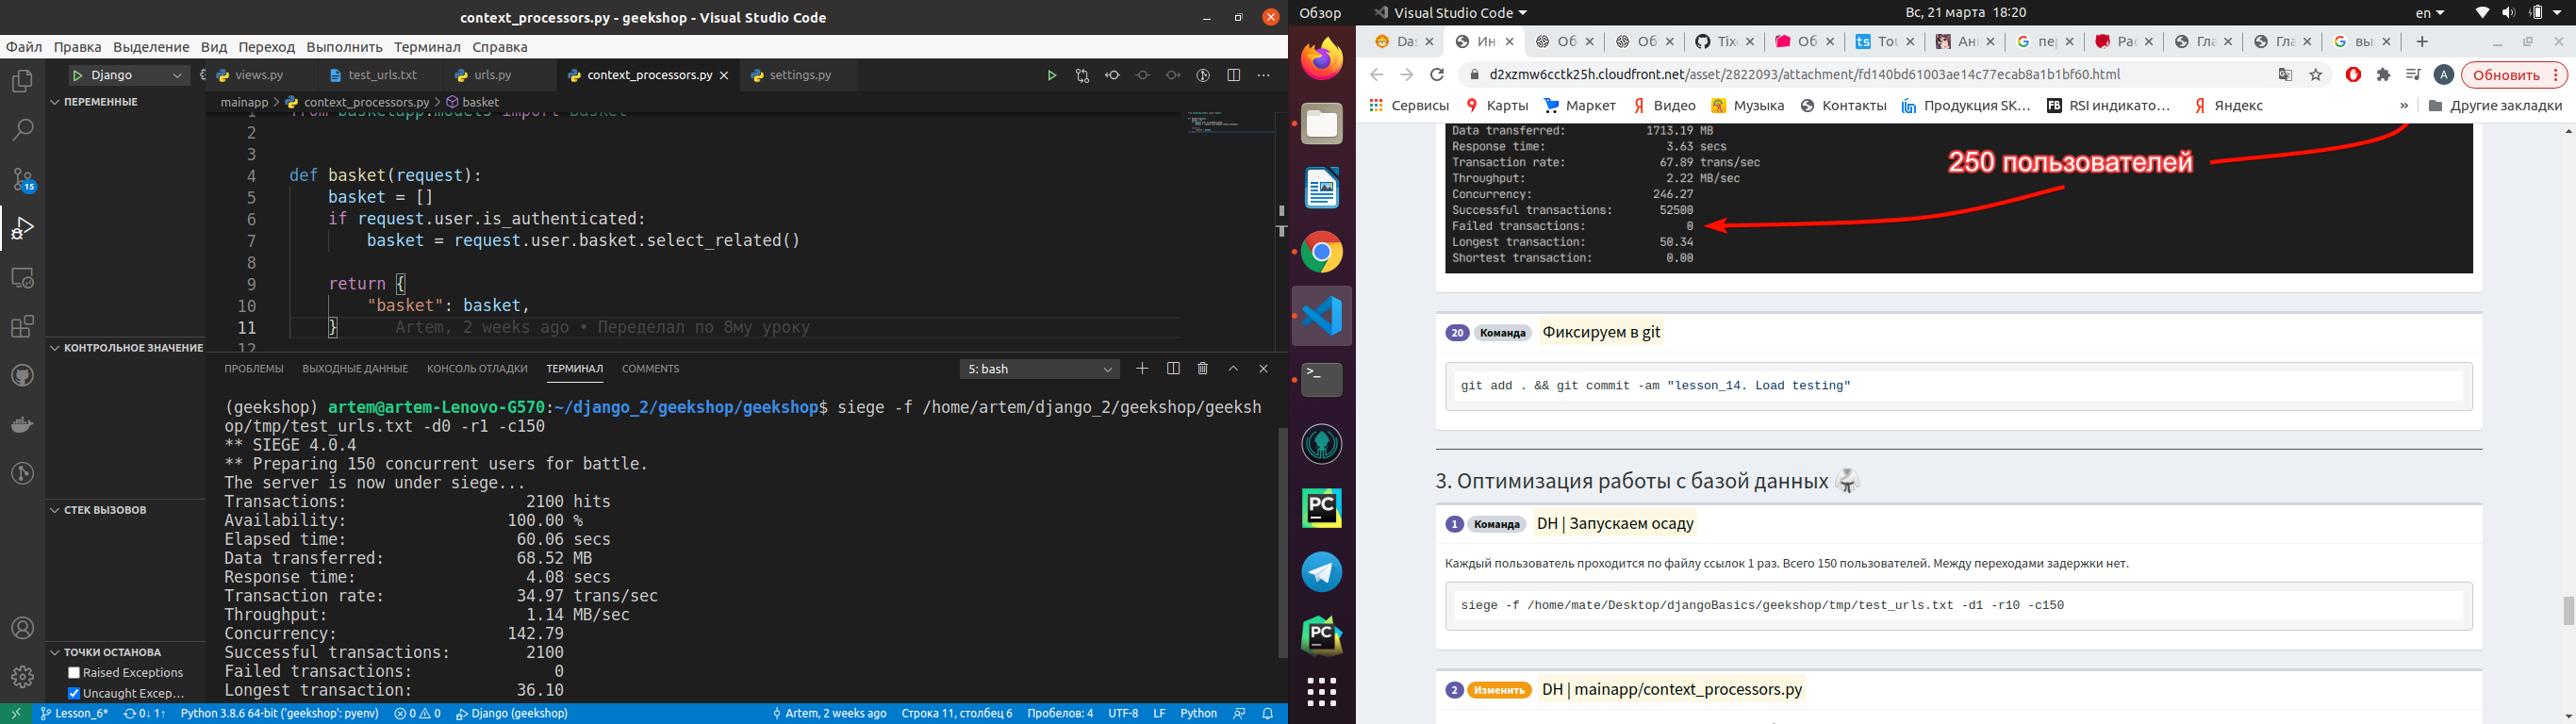 context_processors.py - geekshop - Visual Studio Code
Файл Правка Выделение Вид Переход Выполнить Терминал Справка
Django
views.py
test_urls.txt
urls.py
context_processors.py
settings.py
ПЕРЕМЕННЫЕ
mainapp > context_processors.py > basket
1 from basketapp.models import Basket
2
3
4 def basket(request):
5 basket = []
6 if request.user.is_authenticated:
7 basket = request.user.basket.select_related()
8
9 return {
10 "basket": basket,
11 } Artem, 2 weeks ago • Переделал по 8му уроку
12
15
КОНТРОЛЬНОЕ ЗНАЧЕНИЕ
СТЕК ВЫЗОВОВ
ТОЧКИ ОСТАНОВА
Raised Exceptions
Uncaught Excep...
ПРОБЛЕМЫ ВЫХОДНЫЕ ДАННЫЕ КОНСОЛЬ ОТЛАДКИ ТЕРМИНАЛ COMMENTS
5: bash
(geekshop) artem@artem-Lenovo-G570:~/django_2/geekshop/geekshop$ siege -f /home/artem/django_2/geekshop/geeksh
op/tmp/test_urls.txt -d0 -r1 -c150
** SIEGE 4.0.4
** Preparing 150 concurrent users for battle.
The server is now under siege...
Transactions: 2100 hits
Availability: 100.00 %
Elapsed time: 60.06 secs
Data transferred: 68.52 MB
Response time: 4.08 secs
Transaction rate: 34.97 trans/sec
Throughput: 1.14 MB/sec
Concurrency: 142.79
Successful transactions: 2100
Failed transactions: 0
Longest transaction: 36.10
Lesson_6* 0↓ 1↑ Python 3.8.6 64-bit ('geekshop': pyenv) 0 0 Django (geekshop) Artem, 2 weeks ago Строка 11, столбец 6 Пробелов: 4 UTF-8 LF Python
Обзор Visual Studio Code Вс, 21 марта 18:20 en
Das
Ин
Об
Об
Tix
Об
Tou
Ан
пер
Рас
Гла
Гла
вы
d2xzmw6cctk25h.cloudfront.net/asset/2822093/attachment/fd140bd61003ae14c77ecab8a1b1bf60.html
A
Обновить
Сервисы Карты Маркет Видео Музыка Контакты Продукция SK... RSI индикато... Яндекс » Другие закладки
Data transferred: 1713.19 MB
Response time: 3.63 secs
Transaction rate: 67.89 trans/sec
Throughput: 2.22 MB/sec
Concurrency: 246.27
Successful transactions: 52500
Failed transactions: 0
Longest transaction: 50.34
Shortest transaction: 0.00
250 пользователей
20 Команда Фиксируем в git
git add . && git commit -am "lesson_14. Load testing"
3. Оптимизация работы с базой данных
1 Команда DH | Запускаем осаду
Каждый пользователь проходится по файлу ссылок 1 раз. Всего 150 пользователей. Между переходами задержки нет.
siege -f /home/mate/Desktop/djangoBasics/geekshop/tmp/test_urls.txt -d1 -r10 -c150
2 Изменить DH | mainapp/context_processors.py